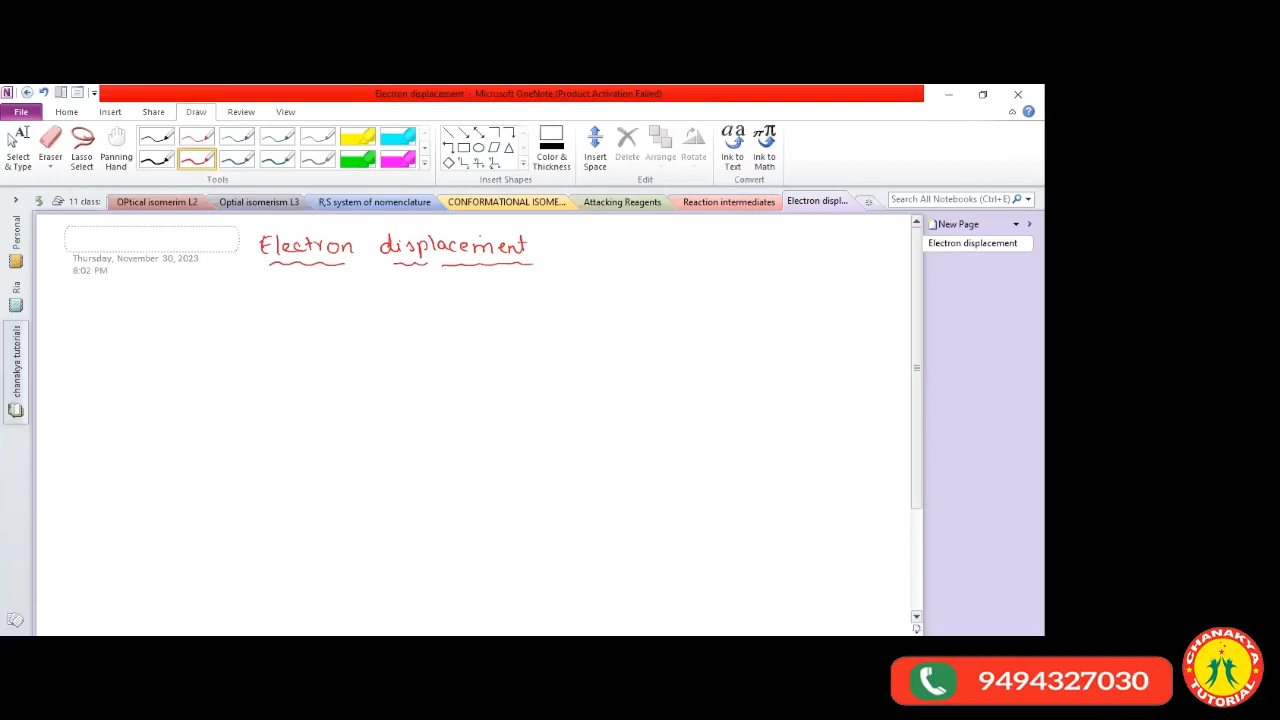 Electron displacement - Microsoft OneNote (Product Activation Failed)
File Home Insert Share Draw Review View
Select & Type
Eraser
Lasso Select
Panning Hand
Color & Thickness
Insert Space
Delete
Arrange
Rotate
Ink to Text
Ink to Math
Tools
Insert Shapes
Edit
Convert
11 class:
OPtical isomerim L2
Optial isomerism L3
R,S system of nomenclature
CONFORMATIONAL ISOME...
Attacking Reagents
Reaction intermediates
Electron displ...
Search All Notebooks (Ctrl+E)
New Page
Electron displacement
Personal
Ria
chanakya tutorials
Electron displacement
Thursday, November 30, 2023
8:02 PM
9494327030
CHANAKYA
TUTORIAL